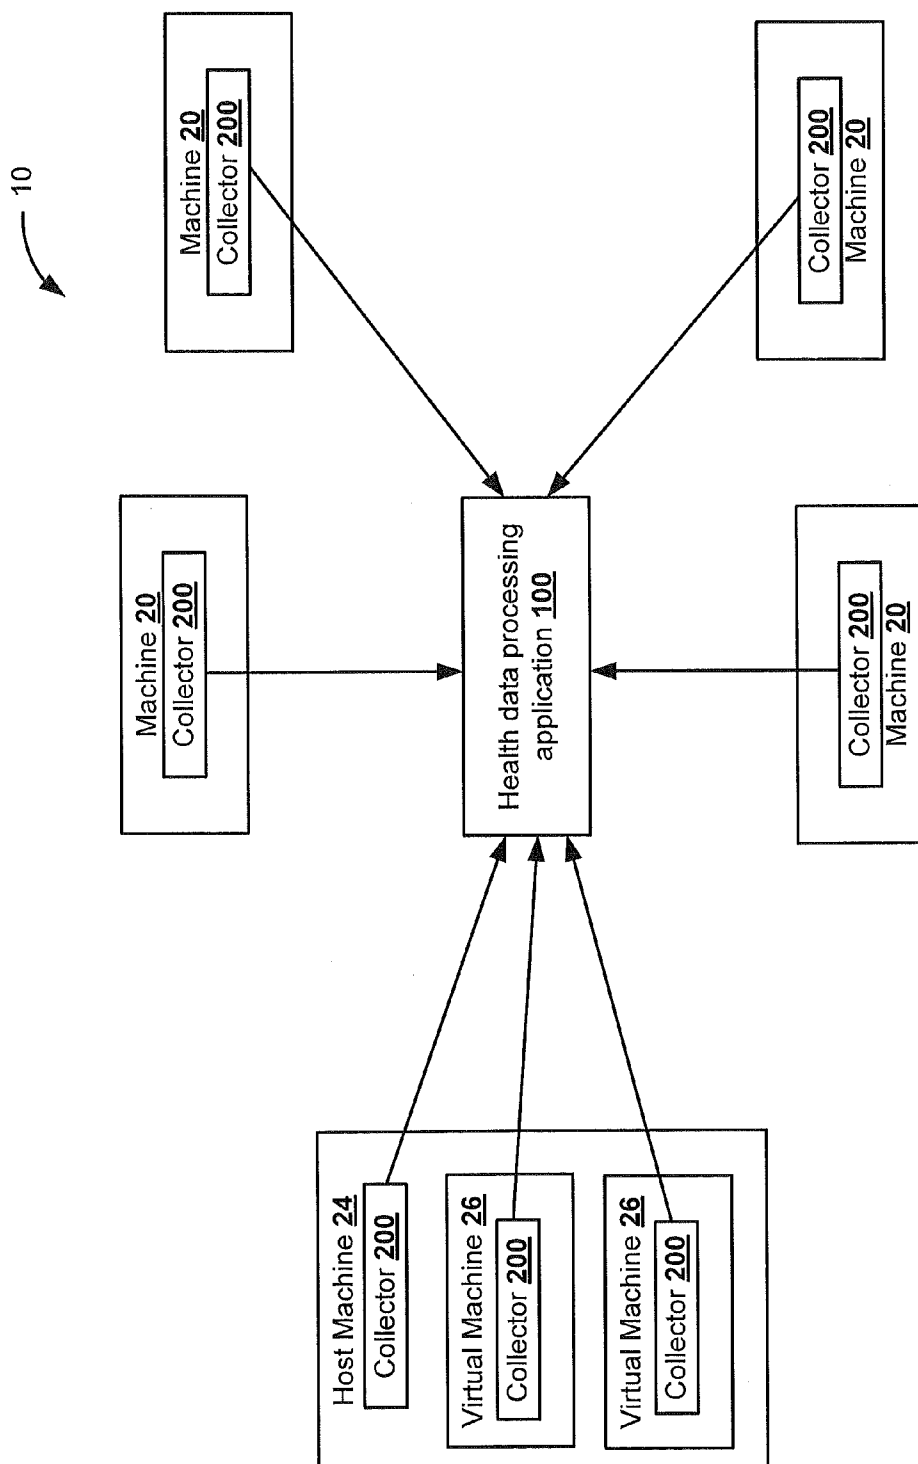 10
Machine 20
Collector 200
Machine 20
Collector 200
Host Machine 24
Collector 200
Virtual Machine 26
Collector 200
Virtual Machine 26
Collector 200
Health data processing
application 100
Collector 200
Machine 20
Collector 200
Machine 20